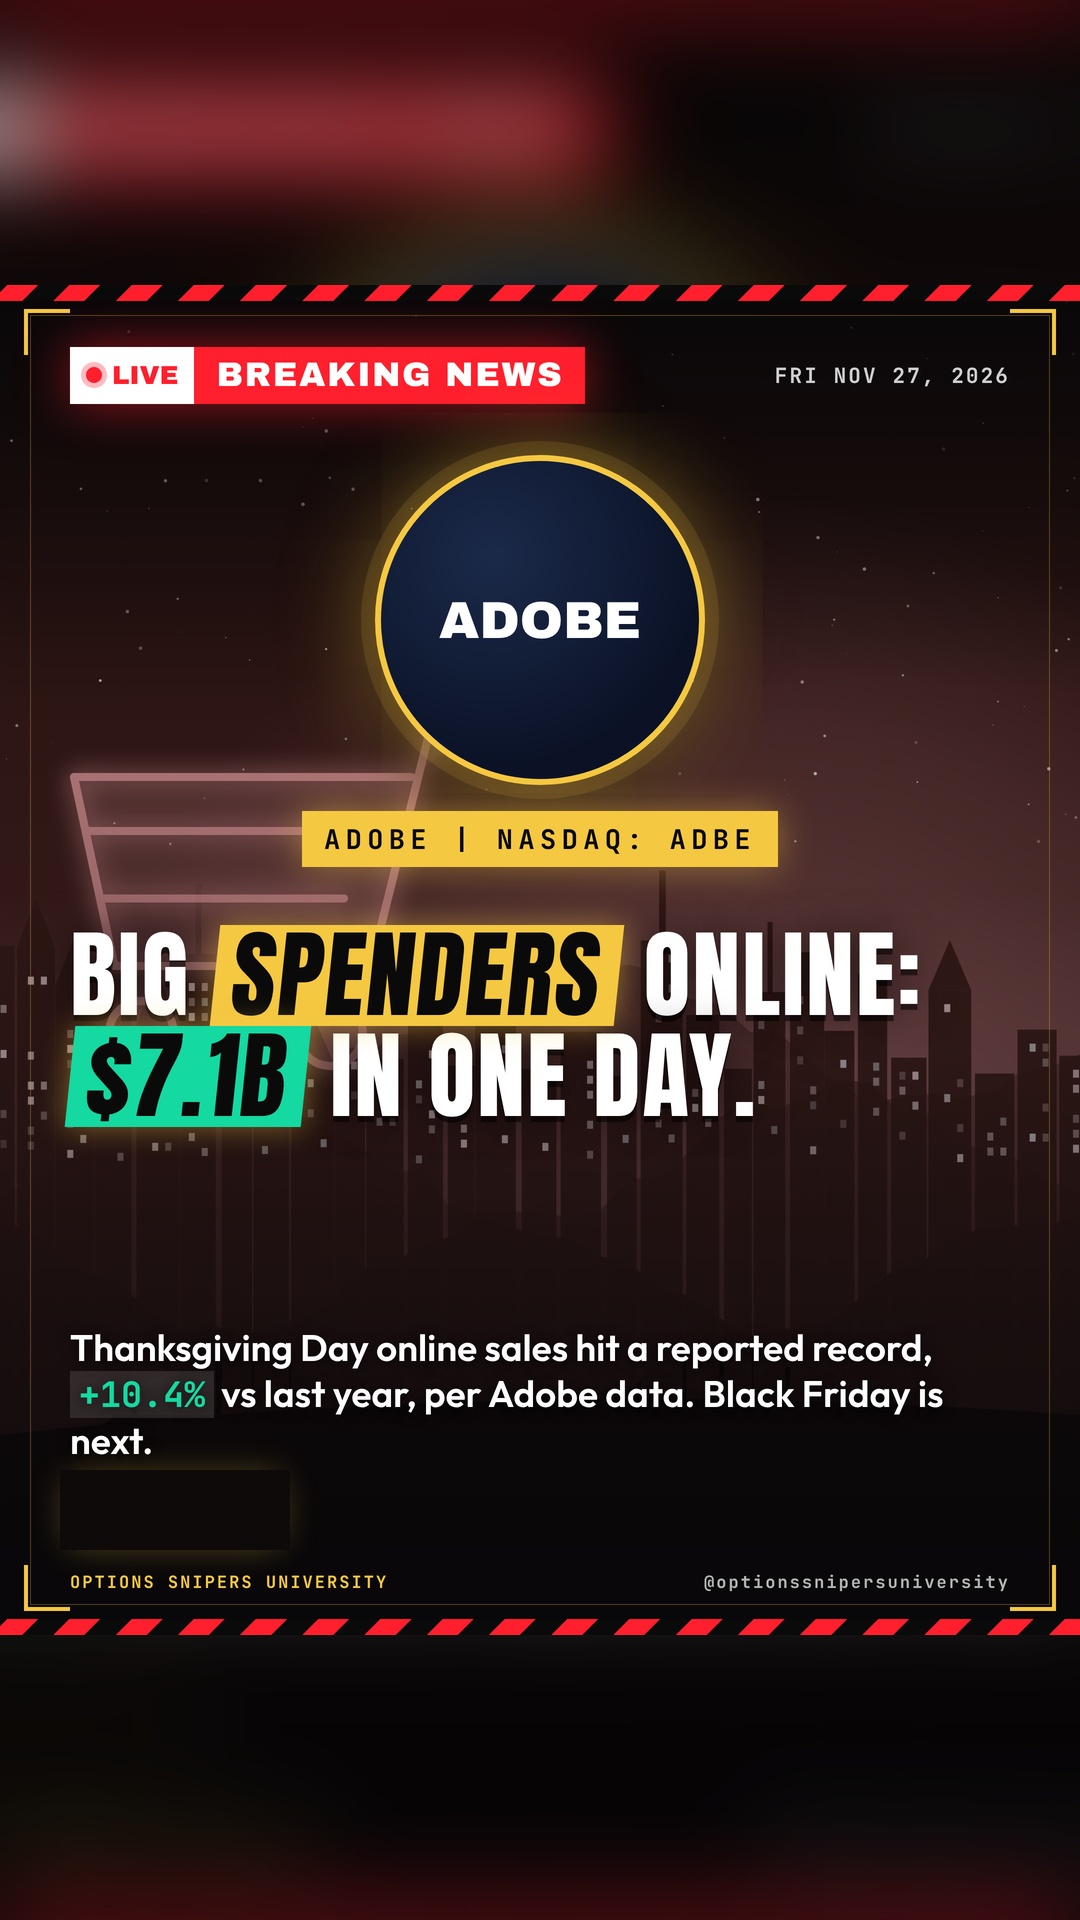 LIVE BREAKING NEWS
FRI NOV 27, 2026
ADOBE
ADOBE | NASDAQ: ADBE
BIG SPENDERS ONLINE:
$7.1B IN ONE DAY.
Thanksgiving Day online sales hit a reported record,
+10.4% vs last year, per Adobe data. Black Friday is
next.
OPTIONS SNIPERS UNIVERSITY
@optionssnipersuniversity